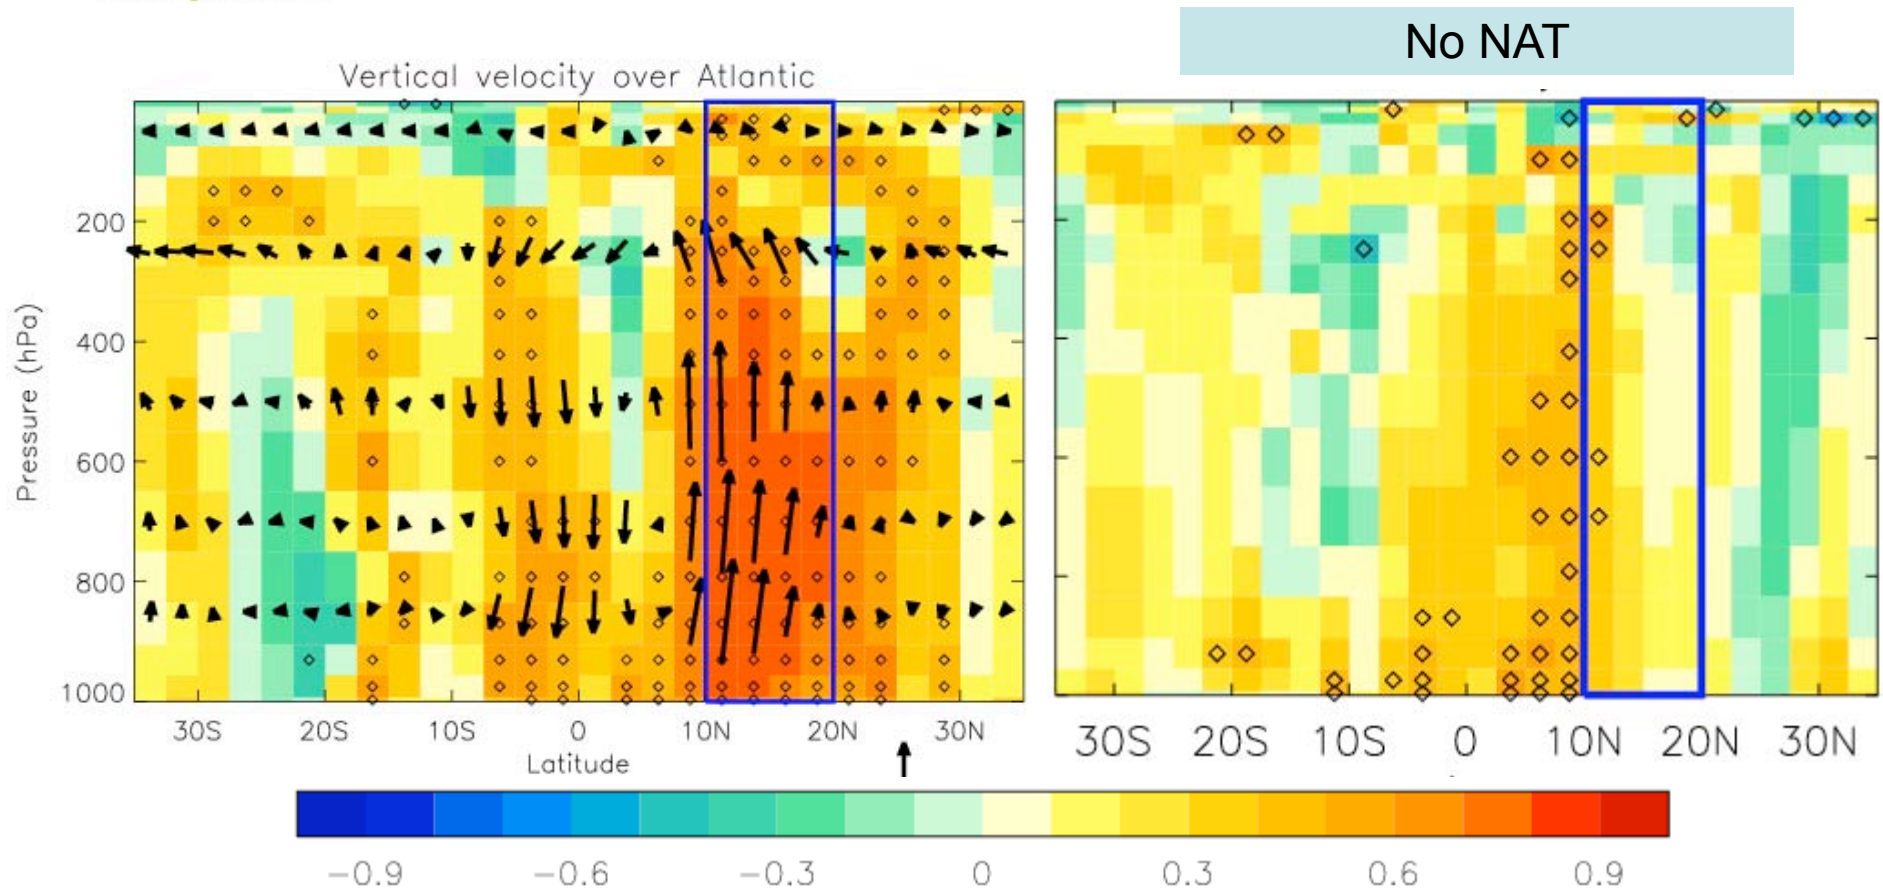 No NAT
Vertical velocity over Atlantic
Pressure (hPa)
200
400
600
800
1000
30S 20S 10S 0 10N 20N 30N
Latitude
30S 20S 10S 0 10N 20N 30N
−0.9 −0.6 −0.3 0 0.3 0.6 0.9